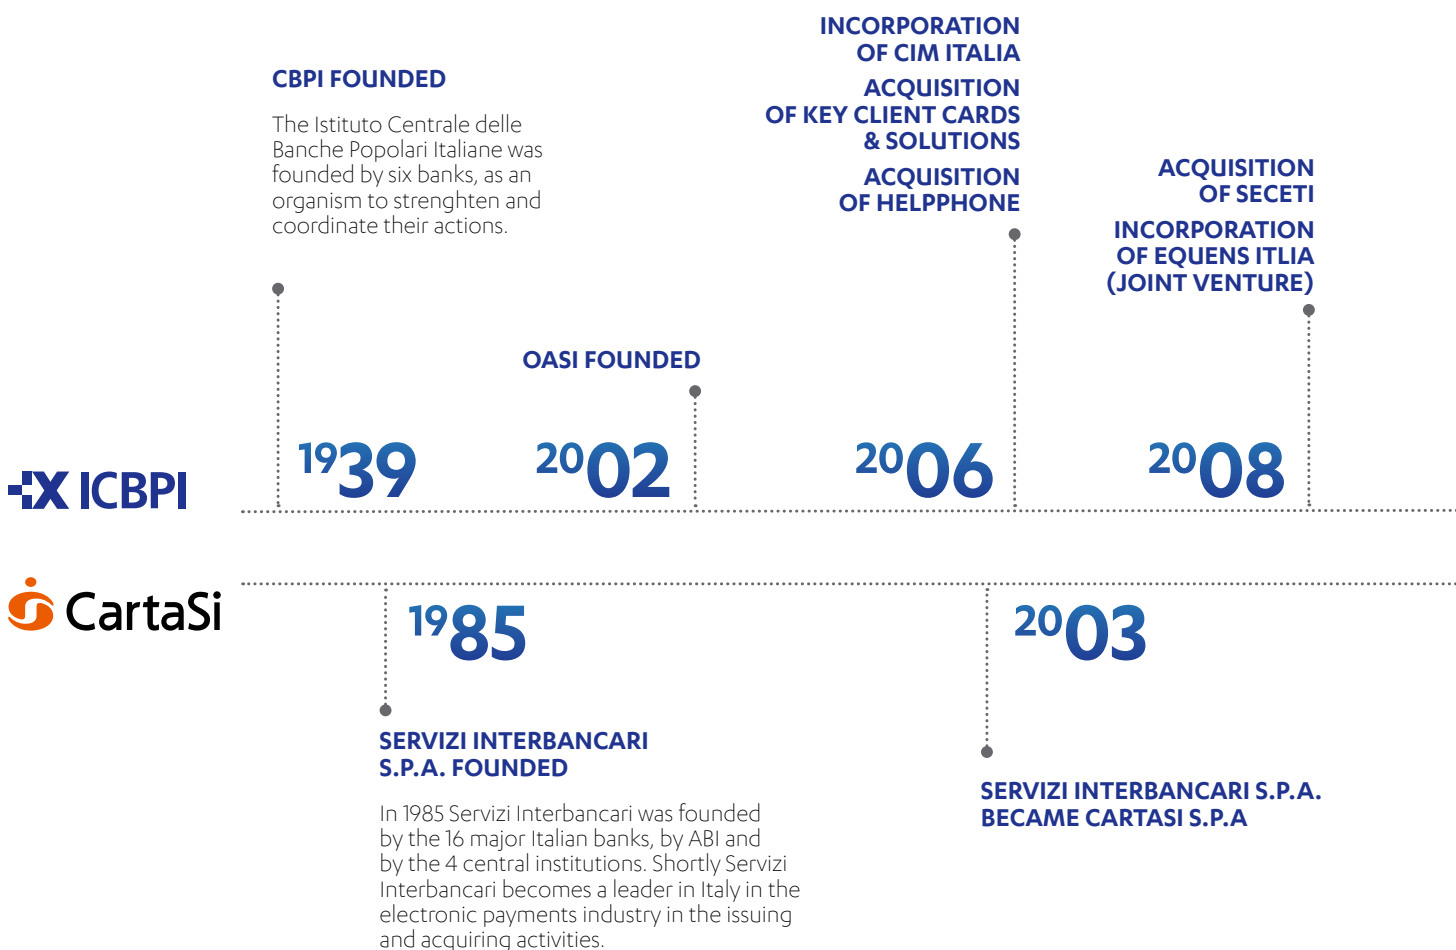 CBPI FOUNDED
The Istituto Centrale delle
Banche Popolari Italiane was
founded by six banks, as an
organism to strenghten and
coordinate their actions.
OASI FOUNDED
INCORPORATION
OF CIM ITALIA
ACQUISITION
OF KEY CLIENT CARDS
& SOLUTIONS
ACQUISITION
OF HELPPHONE
ACQUISITION
OF SECETI
INCORPORATION
OF EQUENS ITLIA
(JOINT VENTURE)
ICBPI
1939
2002
2006
2008
CartaSi
1985
2003
SERVIZI INTERBANCARI
S.P.A. FOUNDED
In 1985 Servizi Interbancari was founded
by the 16 major Italian banks, by ABI and
by the 4 central institutions. Shortly Servizi
Interbancari becomes a leader in Italy in the
electronic payments industry in the issuing
and acquiring activities.
SERVIZI INTERBANCARI S.P.A.
BECAME CARTASI S.P.A